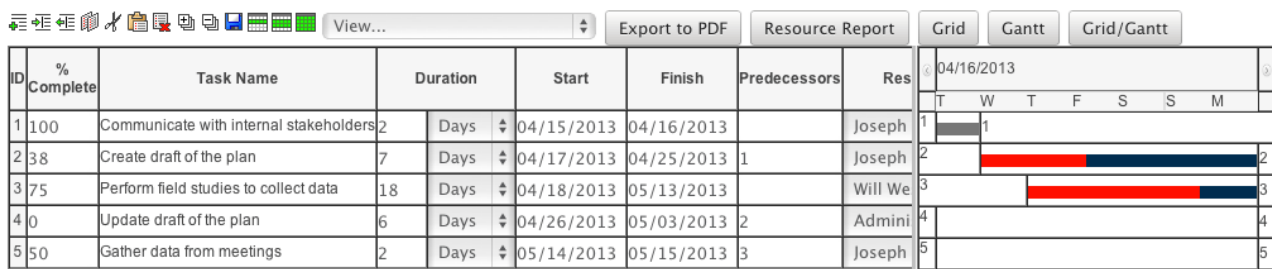 View... Export to PDF Resource Report Grid Gantt Grid/Gantt
ID % Complete Task Name Duration Start Finish Predecessors Res 04/16/2013
T W T F S S M
1 100 Communicate with internal stakeholders 2 Days 04/15/2013 04/16/2013 Joseph 1 1
2 38 Create draft of the plan 7 Days 04/17/2013 04/25/2013 1 Joseph 2 2
3 75 Perform field studies to collect data 18 Days 04/18/2013 05/13/2013 Will We 3 3
4 0 Update draft of the plan 6 Days 04/26/2013 05/03/2013 2 Admini 4 4
5 50 Gather data from meetings 2 Days 05/14/2013 05/15/2013 3 Joseph 5 5